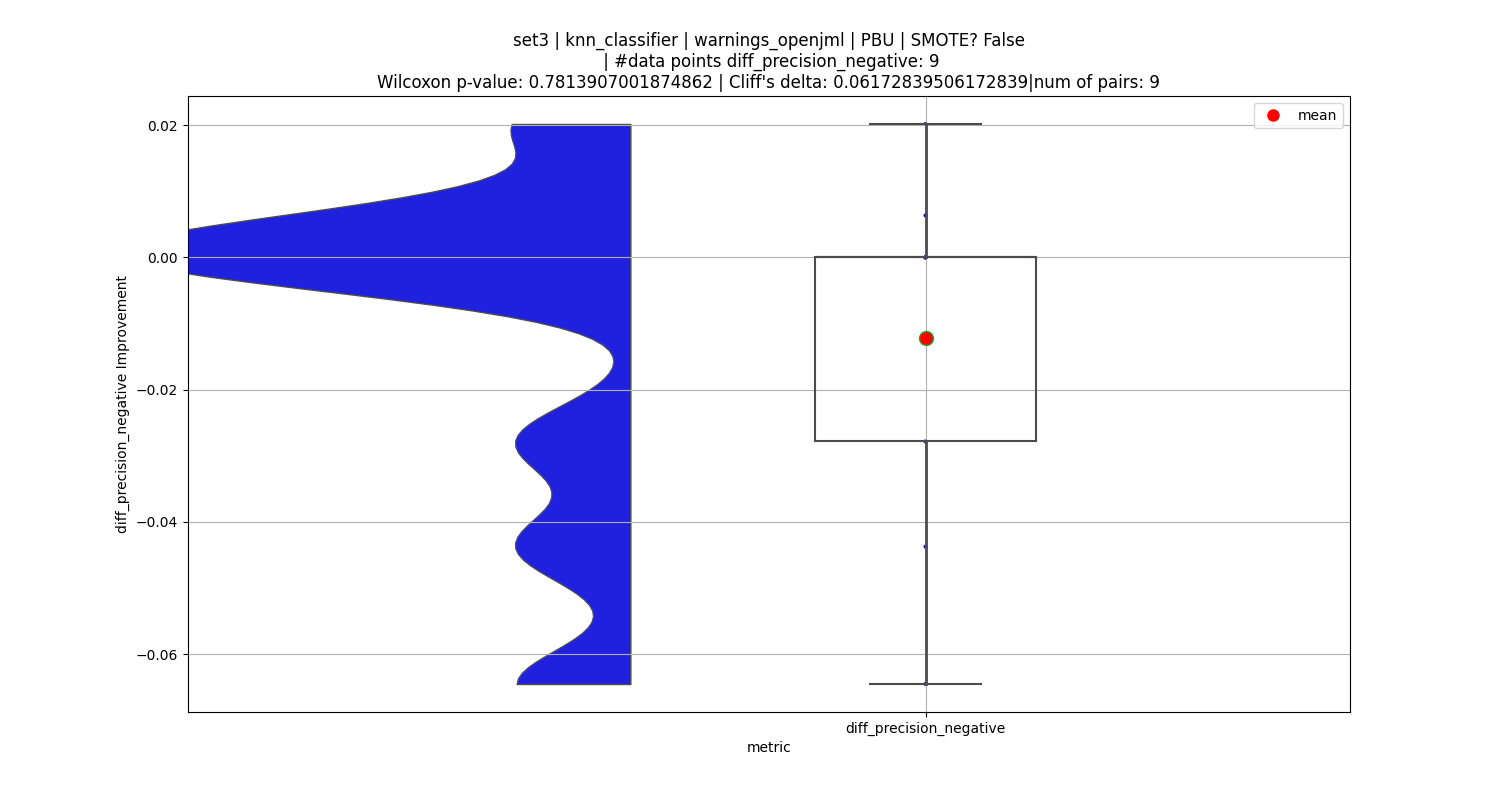 set3 | knn_classifier | warnings_openjml | PBU | SMOTE? False
| #data points diff_precision_negative: 9
Wilcoxon p-value: 0.7813907001874862 | Cliff's delta: 0.06172839506172839|num of pairs: 9
mean
0.02
0.00
−0.02
−0.04
−0.06
diff_precision_negative Improvement
diff_precision_negative
metric